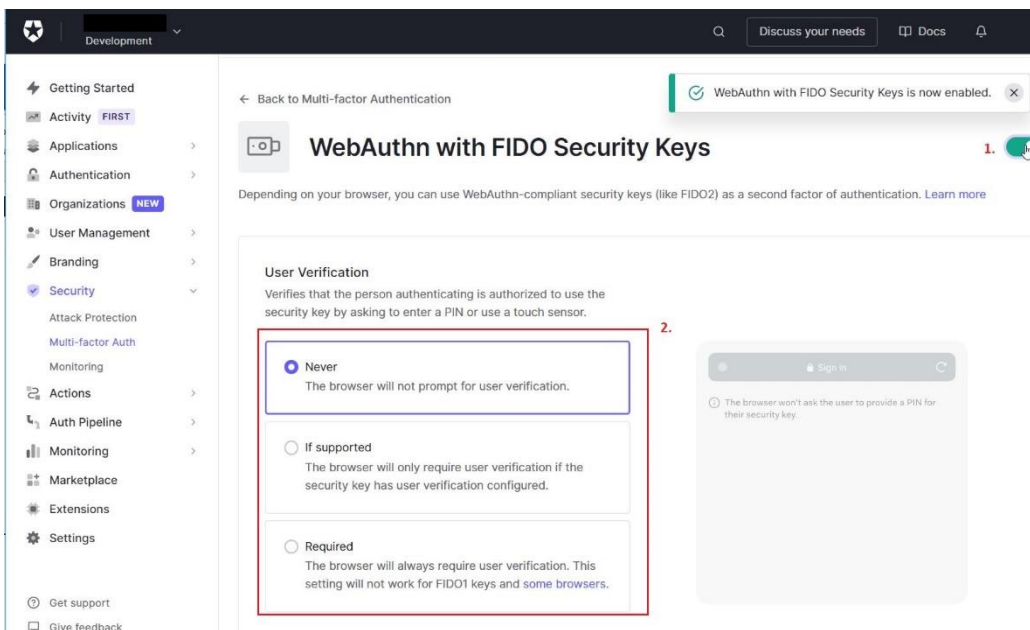 Development
Discuss your needs
Docs
Getting Started
Activity FIRST
Applications
Authentication
Organizations NEW
User Management
Branding
Security
Attack Protection
Multi-factor Auth
Monitoring
Actions
Auth Pipeline
Monitoring
Marketplace
Extensions
Settings
Get support
Give feedback
← Back to Multi-factor Authentication
WebAuthn with FIDO Security Keys is now enabled.
WebAuthn with FIDO Security Keys
1.
Depending on your browser, you can use WebAuthn-compliant security keys (like FIDO2) as a second factor of authentication. Learn more
User Verification
Verifies that the person authenticating is authorized to use the
security key by asking to enter a PIN or use a touch sensor.
2.
Never
The browser will not prompt for user verification.
If supported
The browser will only require user verification if the
security key has user verification configured.
Required
The browser will always require user verification. This
setting will not work for FIDO1 keys and some browsers.
Sign in
The browser won't ask the user to provide a PIN for
their security key.